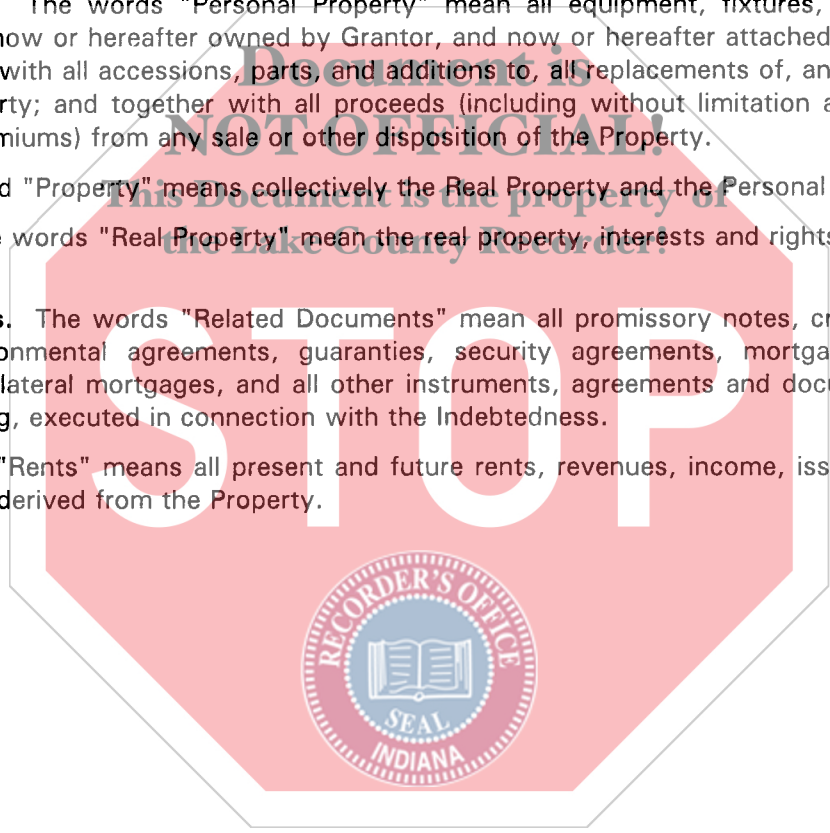 The words "Personal Property" mean all equipment, fixtures,
now or hereafter owned by Grantor, and now or hereafter attached
with all accessions, parts, and additions to, all replacements of, an
rty; and together with all proceeds (including without limitation a
miums) from any sale or other disposition of the Property.
d "Property" means collectively the Real Property and the Personal
words "Real Property" mean the real property, interests and rights
s. The words "Related Documents" mean all promissory notes, cr
onmental agreements, guaranties, security agreements, mortga
lateral mortgages, and all other instruments, agreements and docu
g, executed in connection with the Indebtedness.
"Rents" means all present and future rents, revenues, income, iss
derived from the Property.
Document is
NOT OFFICIAL!
This Document is the property of
the Lake County Recorder!
STOP
RECORDER'S OFFICE
SEAL
INDIANA